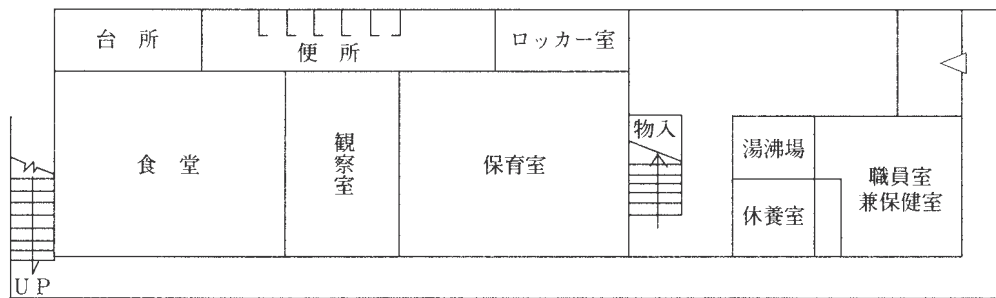 台所
便所
ロッカー室
食堂
観察室
保育室
物入
湯沸場
職員室
兼保健室
休養室
UP